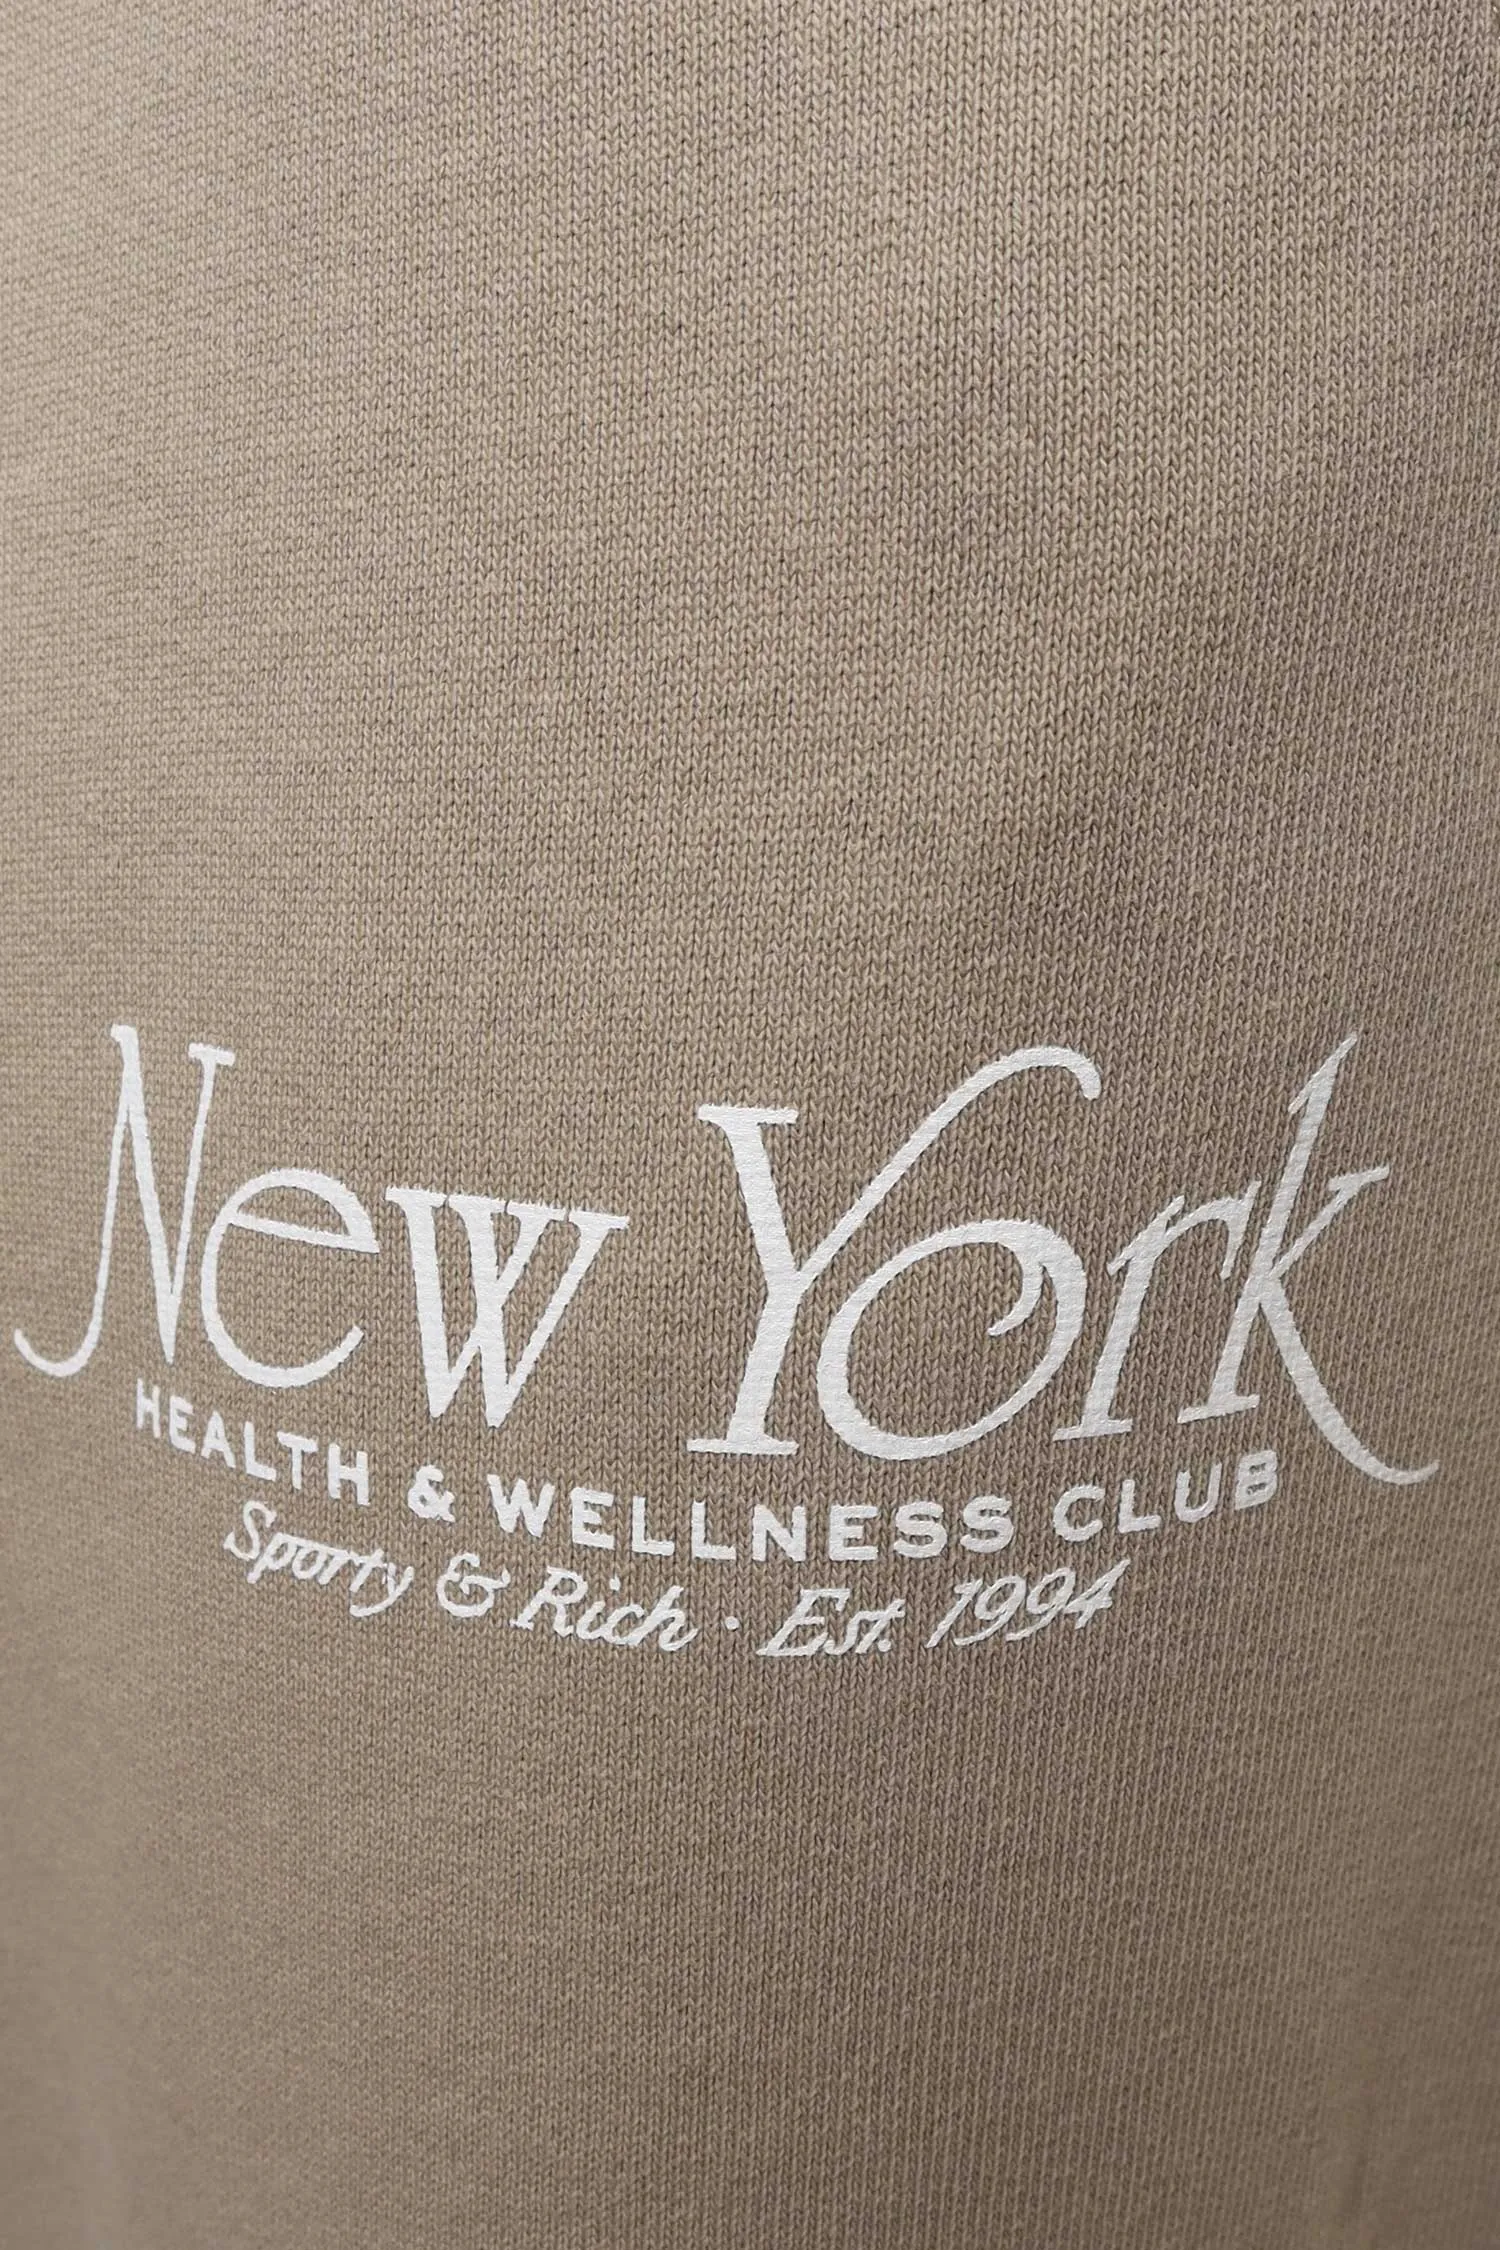 New York
HEALTH & WELLNESS CLUB
Sporty & Rich · Est. 1994